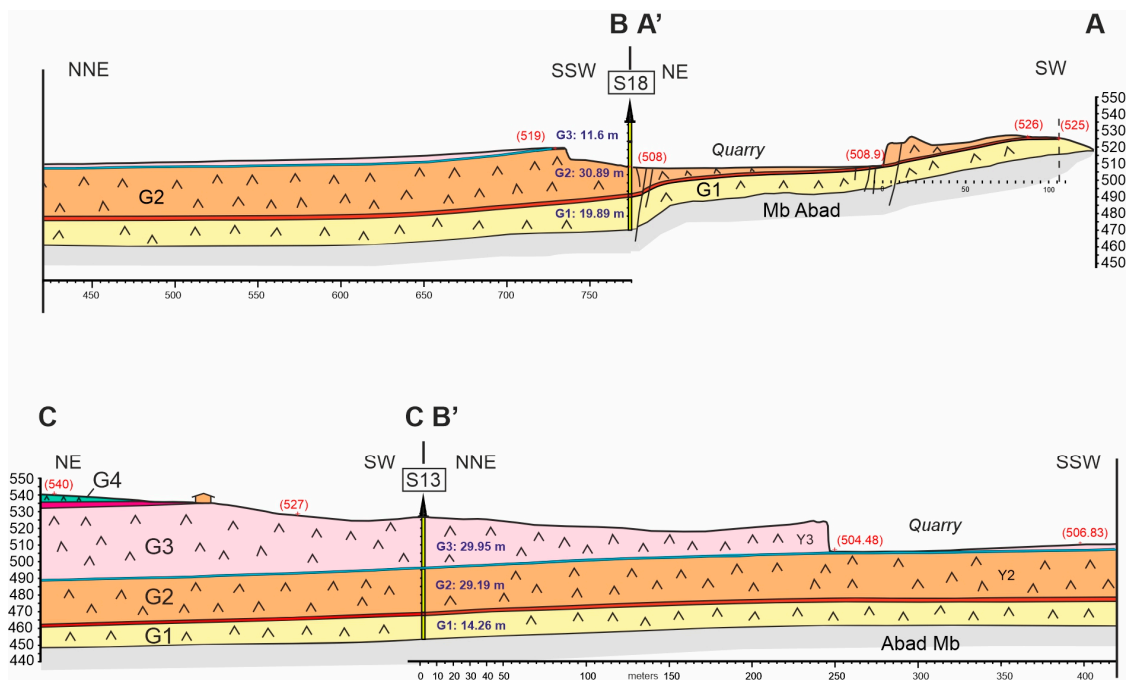 B A’ A
NNE SSW S18 NE SW
550
540
530
520
510
500
490
480
470
460
450
(519) G3: 11.6 m (508) Quarry (508.9) (526) (525)
G2: 30.89 m
G2 G1: 19.89 m G1
0 50 100
Mb Abad
450 500 550 600 650 700 750
C C B’
NE SW S13 NNE SSW
550
540
530
520
510
500
490
480
470
460
450
440
(540) G4 (527) Quarry (506.83)
G3 G3: 29.95 m Y3 (504.48)
G2 G2: 29.19 m Y2
G1 G1: 14.26 m
Abad Mb
0 10 20 30 40 50 100 meters 150 200 250 300 350 400